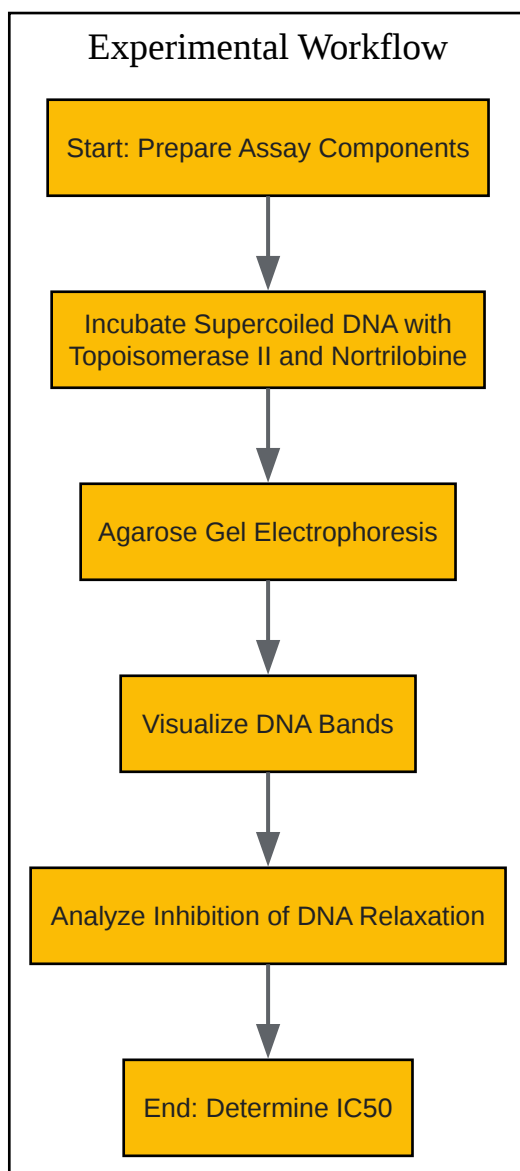 Experimental Workflow
Start: Prepare Assay Components
Incubate Supercoiled DNA with
Topoisomerase II and Nortrilobine
Agarose Gel Electrophoresis
Visualize DNA Bands
Analyze Inhibition of DNA Relaxation
End: Determine IC50